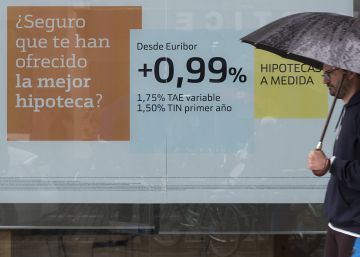 ¿Seguro
que te han
ofrecido
la mejor
hipoteca?
Desde Euribor
+0,99%
1,75% TAE variable
1,50% TIN primer año
HIPOTECAS
A MEDIDA